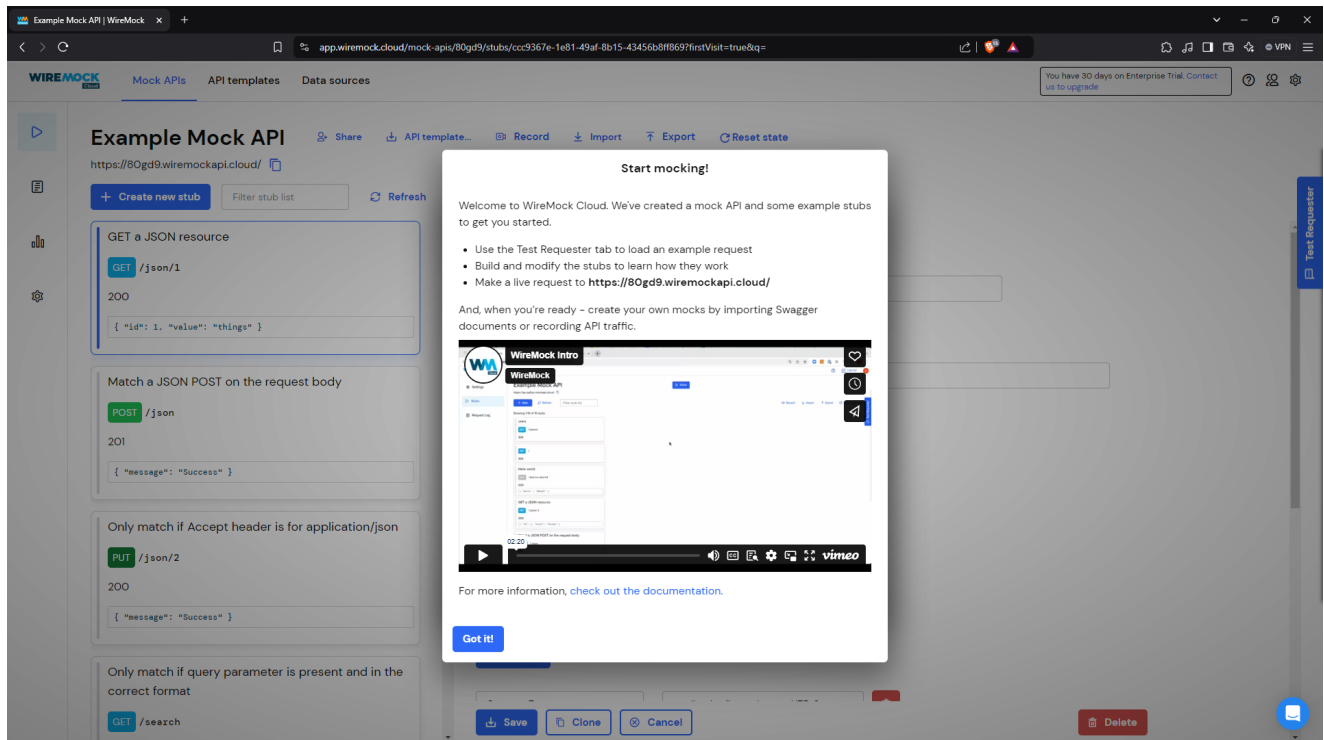 Example Mock API | WireMock
app.wiremock.cloud/mock-apis/80gd9/stubs/ccc9367e-1e81-49af-8b15-43456b8ff869?firstVisit=true&q=
VPN
WIREMOCK
Cloud
Mock APIs
API templates
Data sources
You have 30 days on Enterprise Trial. Contact
us to upgrade
Example Mock API
Share
API template...
Record
Import
Export
Reset state
https://80gd9.wiremockapi.cloud/
+ Create new stub
Filter stub list
Refresh
GET a JSON resource
GET /json/1
200
{ "id": 1, "value": "things" }
Match a JSON POST on the request body
POST /json
201
{ "message": "Success" }
Only match if Accept header is for application/json
PUT /json/2
200
{ "message": "Success" }
Only match if query parameter is present and in the
correct format
GET /search
Start mocking!
Welcome to WireMock Cloud. We've created a mock API and some example stubs
to get you started.
• Use the Test Requester tab to load an example request
• Build and modify the stubs to learn how they work
• Make a live request to https://80gd9.wiremockapi.cloud/
And, when you're ready - create your own mocks by importing Swagger
documents or recording API traffic.
WireMock Intro
WireMock
Example Mock API
Settings
Stubs
Request Log
GET a JSON resource
02:20
CC
vimeo
For more information, check out the documentation.
Got it!
Save
Clone
Cancel
Delete
Test Requester